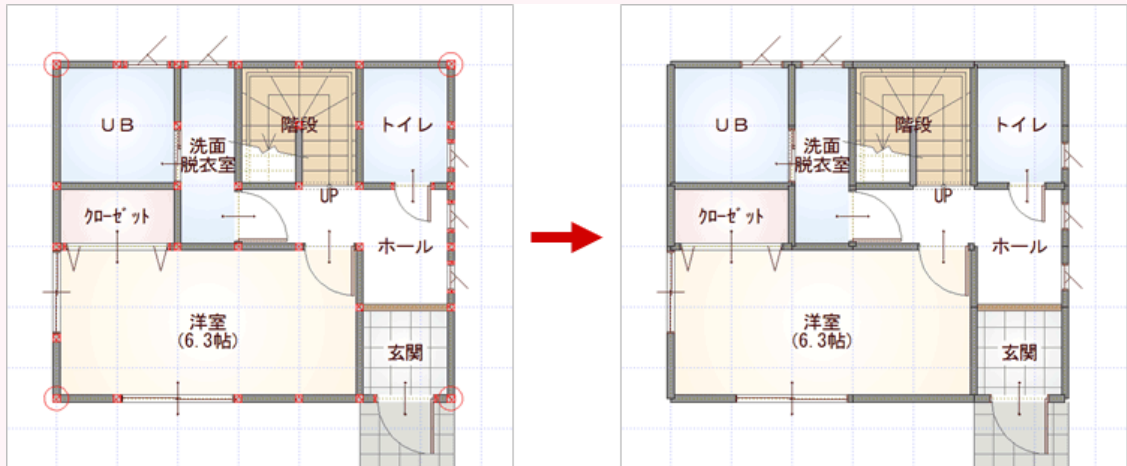 UB
洗面
脱衣室
階段
トイレ
UP
クローゼット
ホール
洋室
(6.3帖)
玄関
UB
洗面
脱衣室
階段
トイレ
UP
クローゼット
ホール
洋室
(6.3帖)
玄関